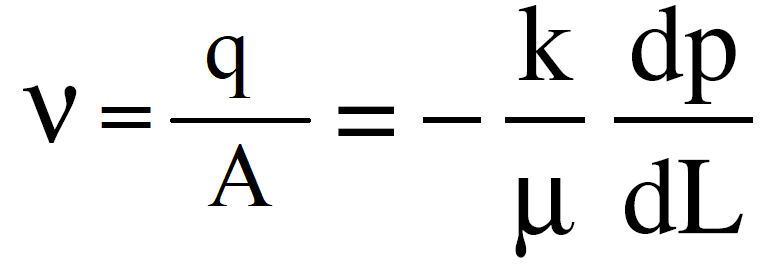 ν = q/A = − k/μ dp/dL